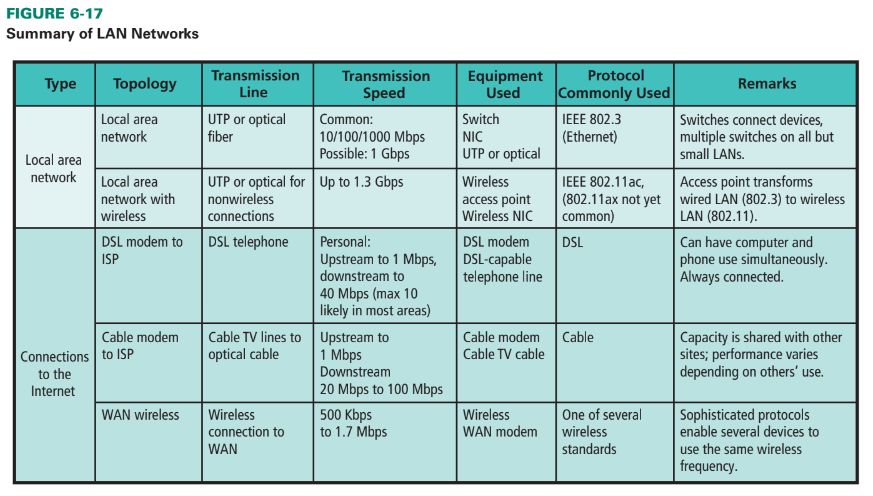 FIGURE 6-17
Summary of LAN Networks
Type
Topology
Transmission
Line
Transmission
Speed
Equipment
Used
Protocol
Commonly Used
Remarks
Local area
network
Local area
network
UTP or optical
fiber
Common:
10/100/1000 Mbps
Possible: 1 Gbps
Switch
NIC
UTP or optical
IEEE 802.3
(Ethernet)
Switches connect devices,
multiple switches on all but
small LANs.
Local area
network with
wireless
UTP or optical for
nonwireless
connections
Up to 1.3 Gbps
Wireless
access point
Wireless NIC
IEEE 802.11ac,
(802.11ax not yet
common)
Access point transforms
wired LAN (802.3) to wireless
LAN (802.11).
Connections
to the
Internet
DSL modem to
ISP
DSL telephone
Personal:
Upstream to 1 Mbps,
downstream to
40 Mbps (max 10
likely in most areas)
DSL modem
DSL-capable
telephone line
DSL
Can have computer and
phone use simultaneously.
Always connected.
Cable modem
to ISP
Cable TV lines to
optical cable
Upstream to
1 Mbps
Downstream
20 Mbps to 100 Mbps
Cable modem
Cable TV cable
Cable
Capacity is shared with other
sites; performance varies
depending on others’ use.
WAN wireless
Wireless
connection to
WAN
500 Kbps
to 1.7 Mbps
Wireless
WAN modem
One of several
wireless
standards
Sophisticated protocols
enable several devices to
use the same wireless
frequency.